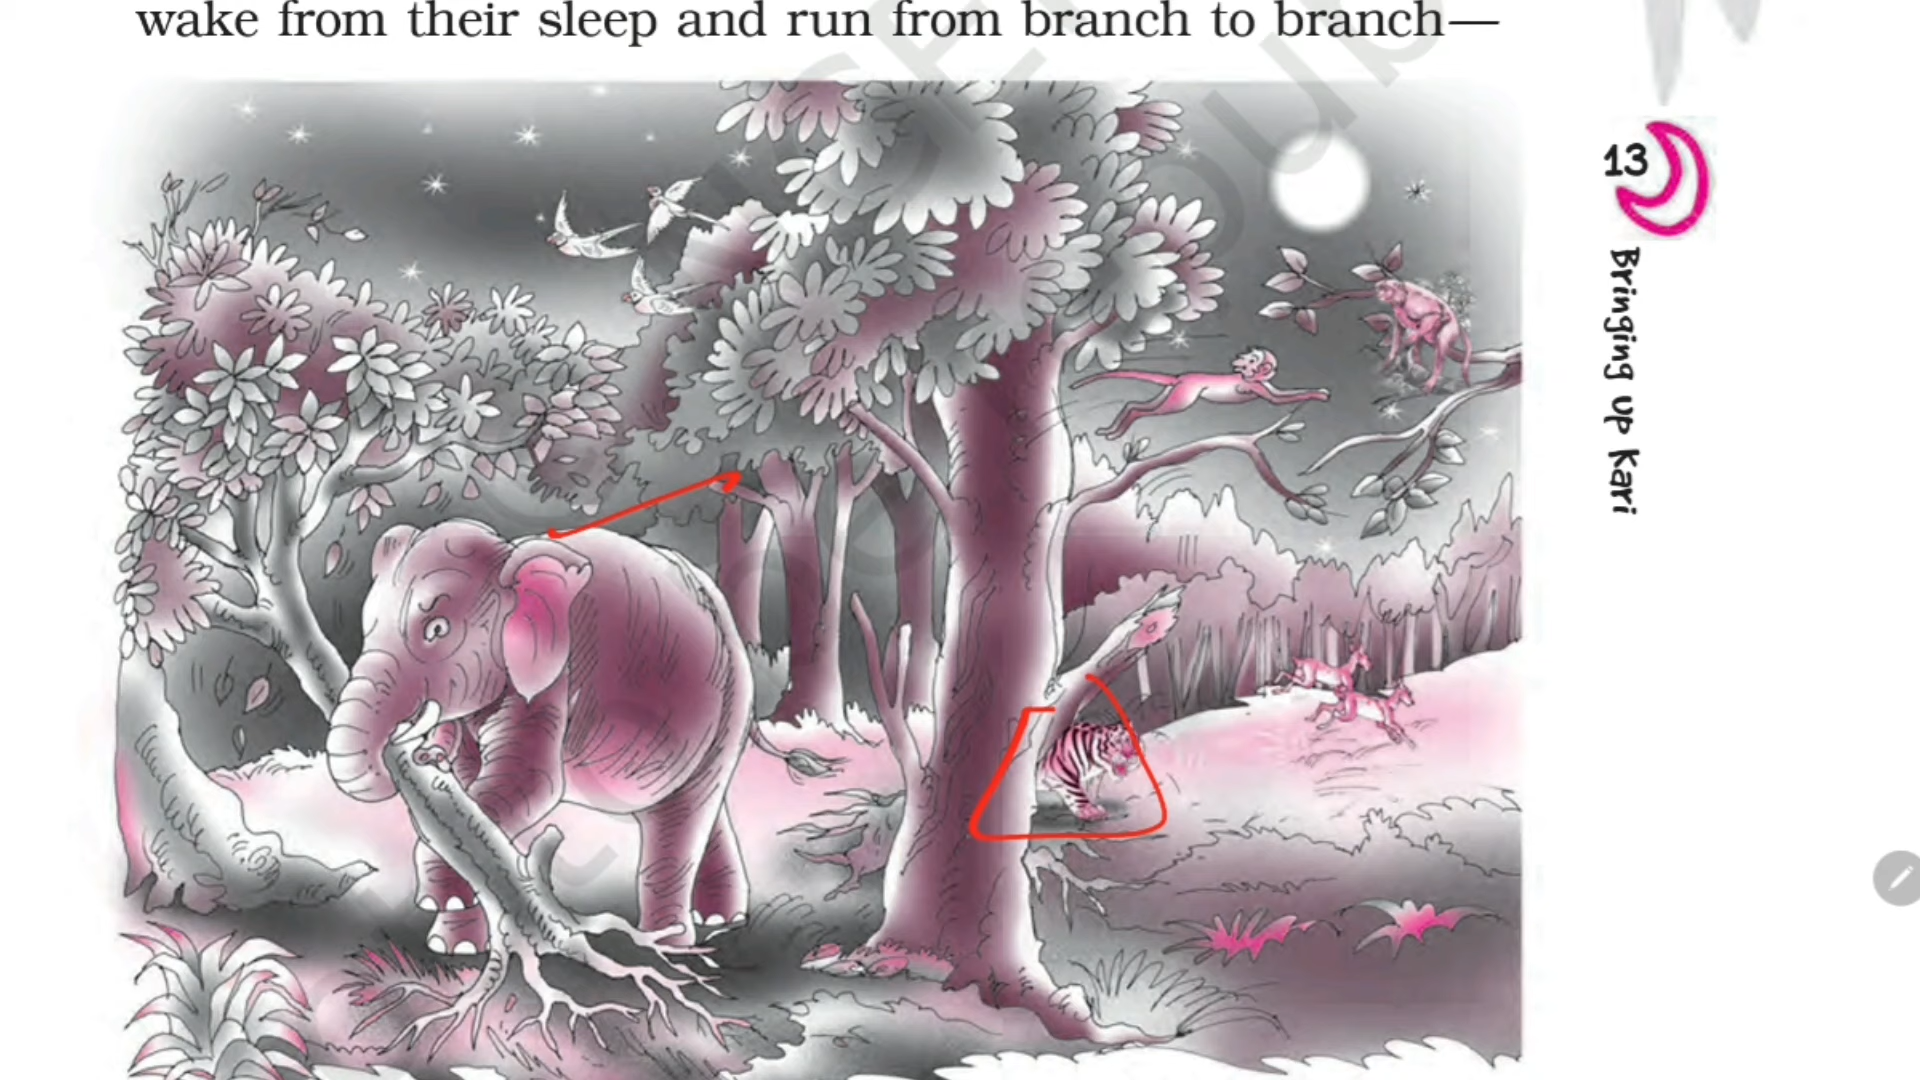 wake from their sleep and run from branch to branch—
13
Bringing up Kari